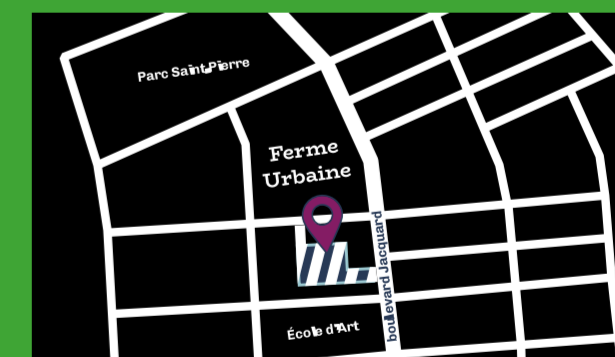 Parc Saint-Pierre
Ferme
Urbaine
boulevard Jacquard
École d'Art